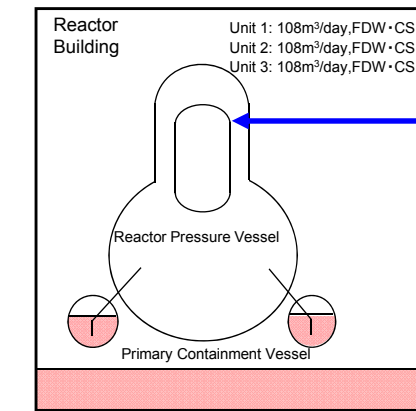 Reactor
Building
Unit 1: 108m³/day,FDW・CS
Unit 2: 108m³/day,FDW・CS
Unit 3: 108m³/day,FDW・CS
Reactor Pressure Vessel
Primary Containment Vessel